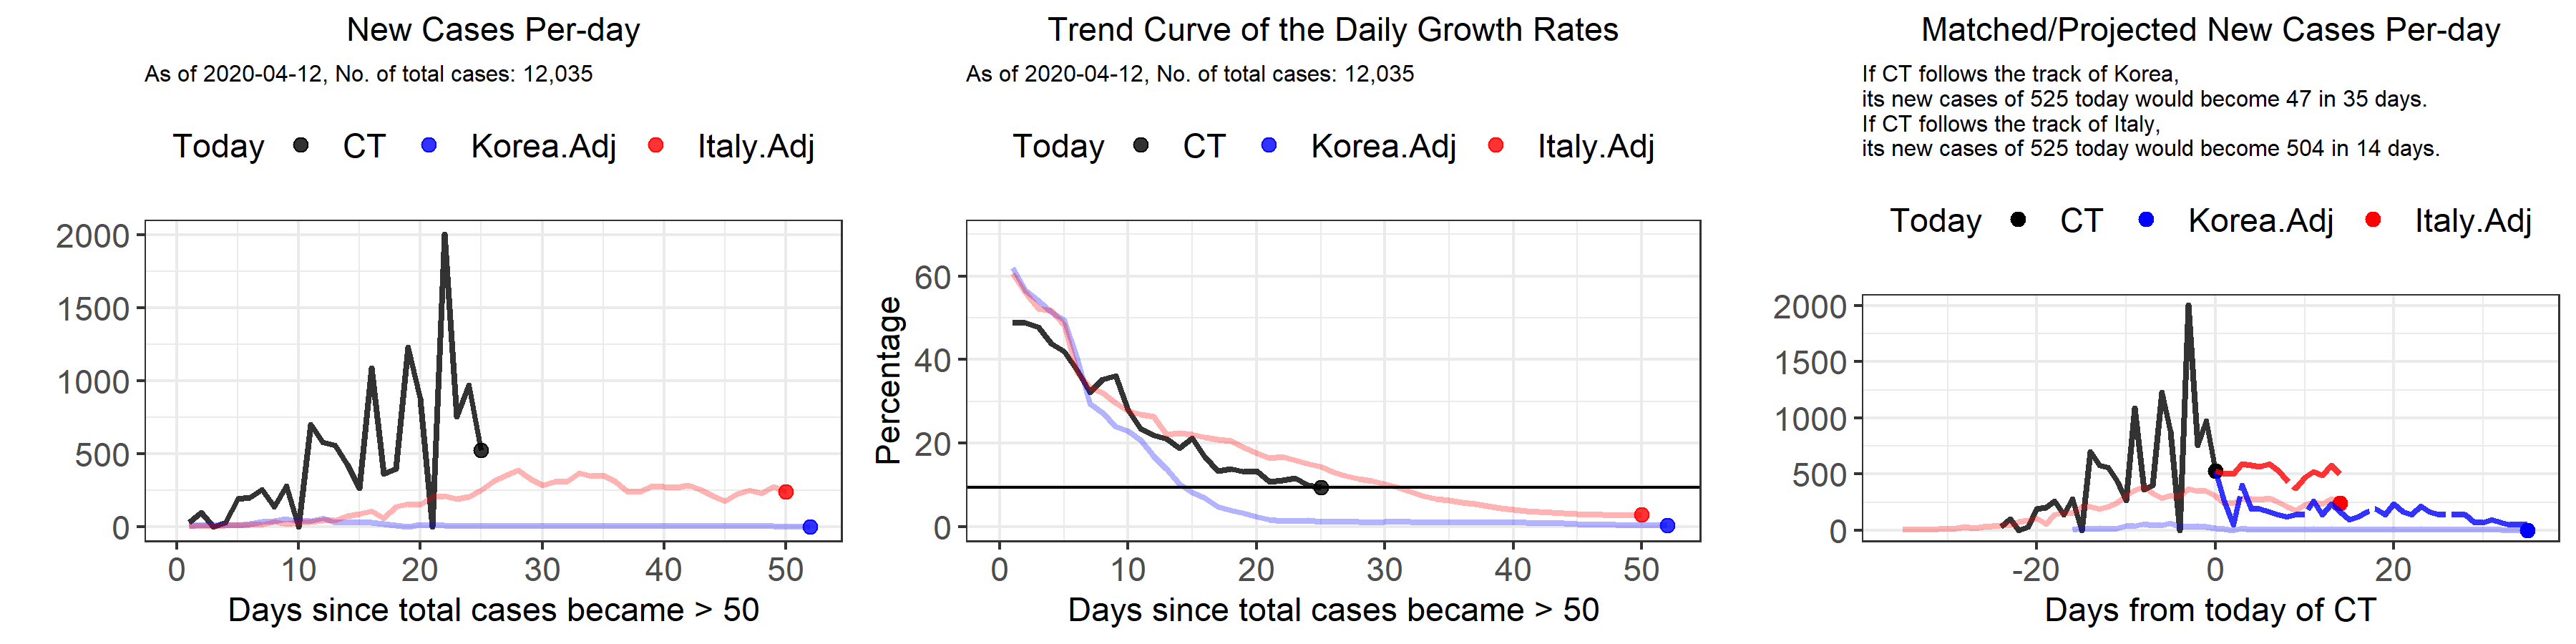 New Cases Per-day
As of 2020-04-12, No. of total cases: 12,035
Today CT Korea.Adj Italy.Adj
2000
1500
1000
500
0
0 10 20 30 40 50
Days since total cases became > 50
Trend Curve of the Daily Growth Rates
As of 2020-04-12, No. of total cases: 12,035
Today CT Korea.Adj Italy.Adj
Percentage
60
40
20
0
0 10 20 30 40 50
Days since total cases became > 50
Matched/Projected New Cases Per-day
If CT follows the track of Korea,
its new cases of 525 today would become 47 in 35 days.
If CT follows the track of Italy,
its new cases of 525 today would become 504 in 14 days.
Today CT Korea.Adj Italy.Adj
2000
1500
1000
500
0
-20 0 20
Days from today of CT